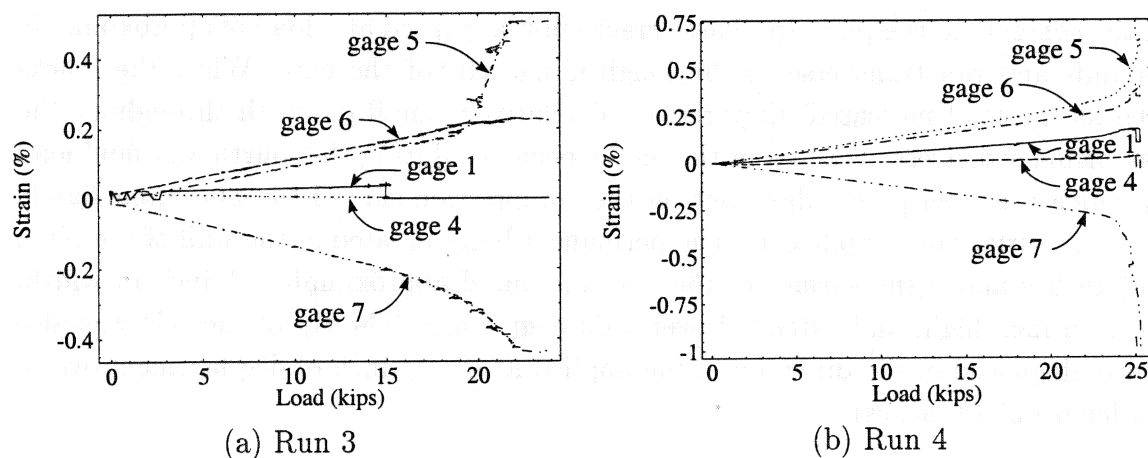 0.4
0.2
0
-0.2
-0.4
Strain (%)
gage 5
gage 6
gage 1
gage 4
gage 7
0
5
10
15
20
Load (kips)
(a) Run 3
0.75
0.5
0.25
0
-0.25
-0.5
-0.75
-1
Strain (%)
gage 5
gage 6
gage 1
gage 4
gage 7
0
5
10
15
20
25
Load (kips)
(b) Run 4